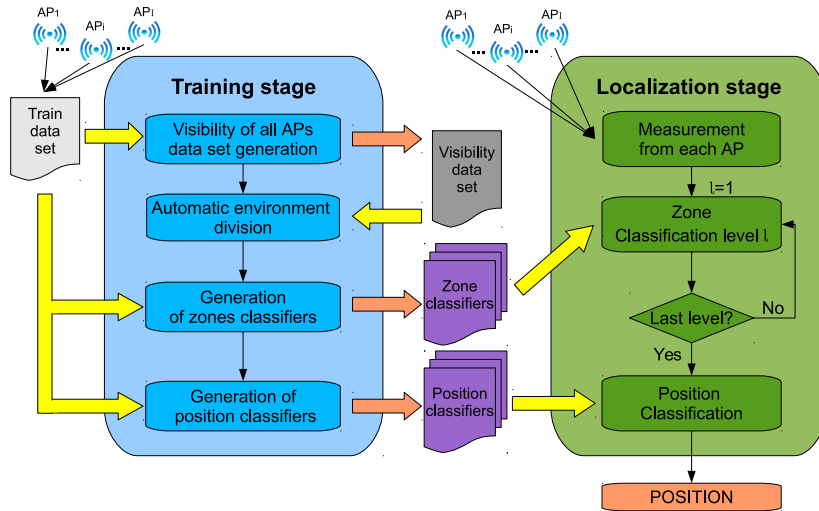 AP1
APi
API
...
...
Train
data
set
Training stage
Visibility of all APs
data set generation
Automatic environment
division
Generation
of zones classifiers
Generation of
position classifiers
Visibility data
set
Zone
classifiers
Position
classifiers
AP1
APi
API
...
...
Localization stage
Measurement
from each AP
l=1
Zone
Classification level l
Last level?
No
Yes
Position
Classification
POSITION